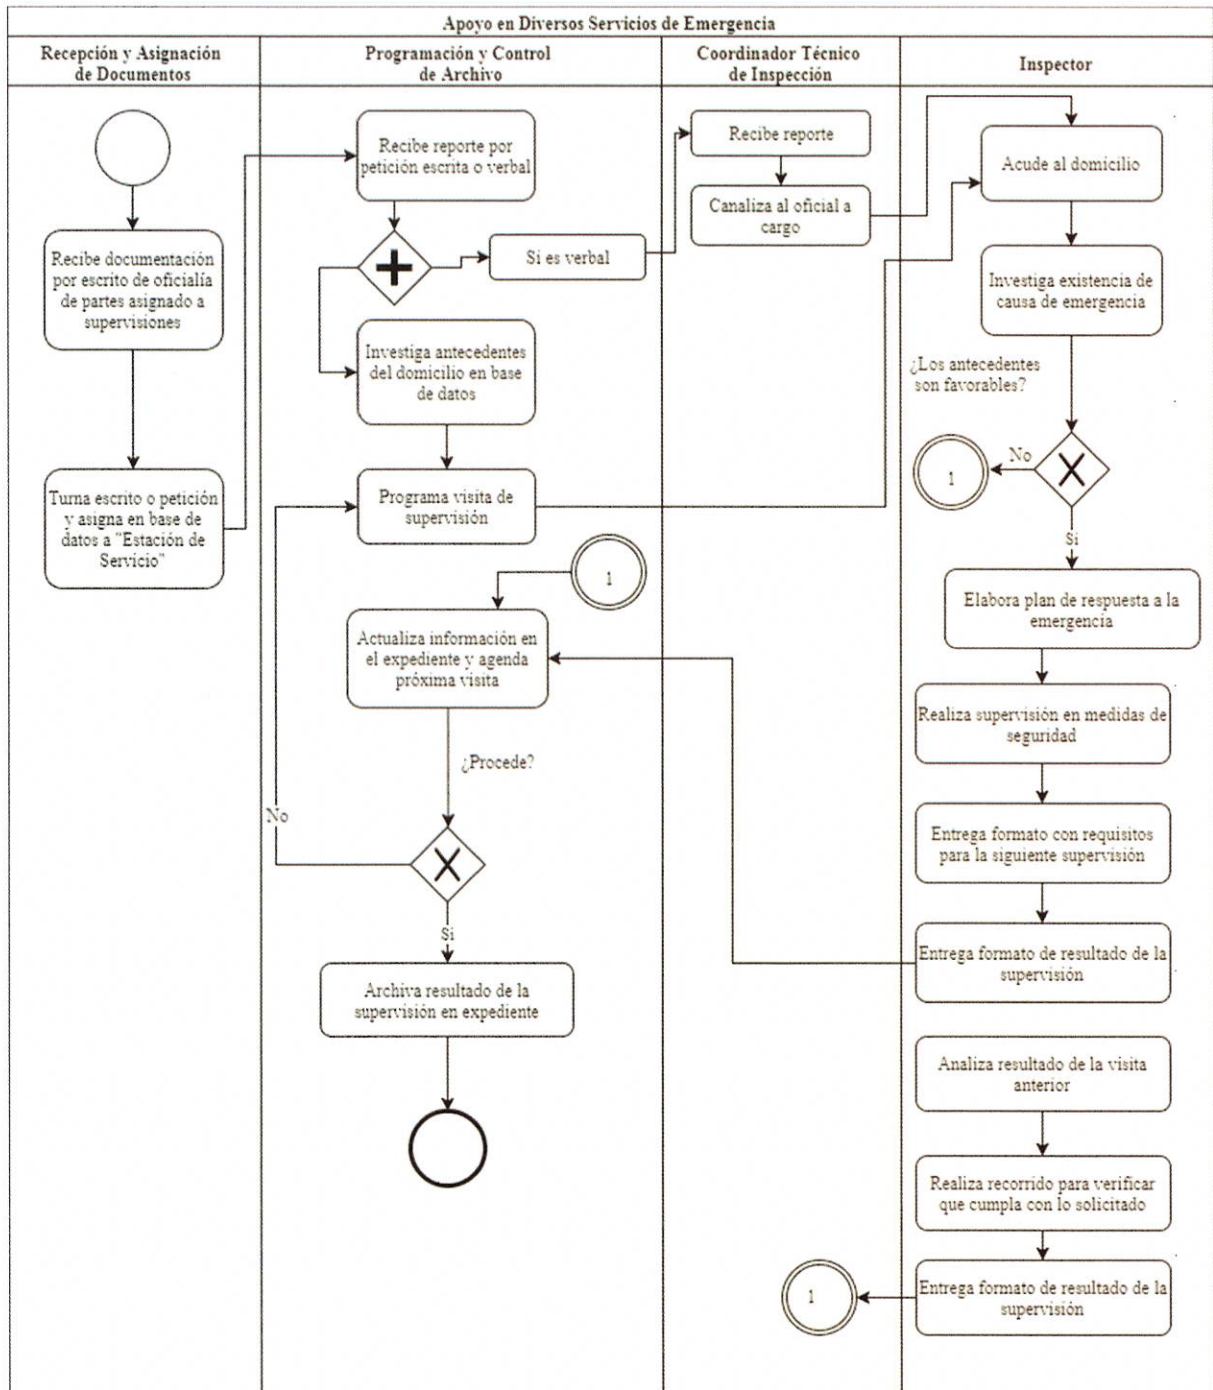 Apoyo en Diversos Servicios de Emergencia
Recepción y Asignación
de Documentos
Programación y Control
de Archivo
Coordinador Técnico
de Inspección
Inspector
Recibe documentación
por escrito de oficialía
de partes asignado a
supervisiones
Turna escrito o petición
y asigna en base de
datos a "Estación de
Servicio"
Recibe reporte por
petición escrita o verbal
Si es verbal
Investiga antecedentes
del domicilio en base
de datos
Programa visita de
supervisión
1
Actualiza información en
el expediente y agenda
próxima visita
¿Procede?
No
Si
Archiva resultado de la
supervisión en expediente
Recibe reporte
Canaliza al oficial a
cargo
Acude al domicilio
Investiga existencia de
causa de emergencia
¿Los antecedentes
son favorables?
No
1
Si
Elabora plan de respuesta a la
emergencia
Realiza supervisión en medidas de
seguridad
Entrega formato con requisitos
para la siguiente supervisión
Entrega formato de resultado de la
supervisión
Analiza resultado de la visita
anterior
Realiza recorrido para verificar
que cumpla con lo solicitado
Entrega formato de resultado de la
supervisión
1